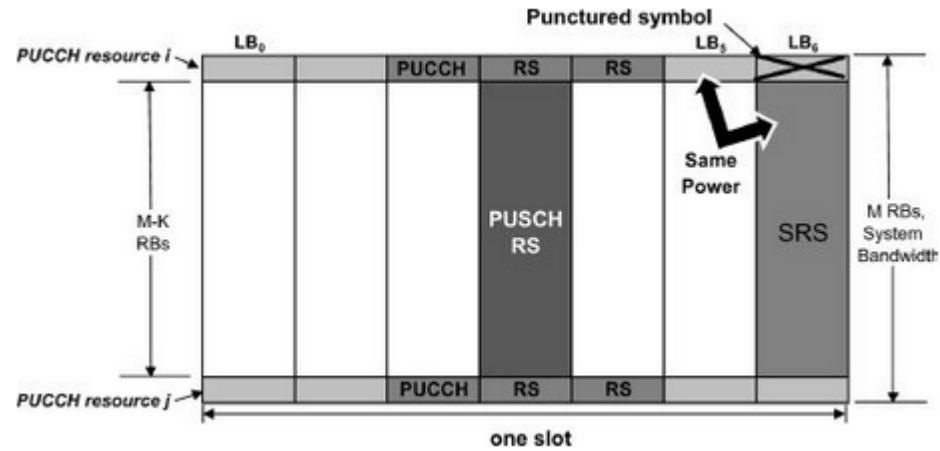 Punctured symbol
PUCCH resource i
LB0
LB5
LB6
PUCCH
RS
RS
Same
Power
M-K
RBs
PUSCH
RS
SRS
M RBs,
System
Bandwidth
PUCCH
RS
RS
PUCCH resource j
one slot